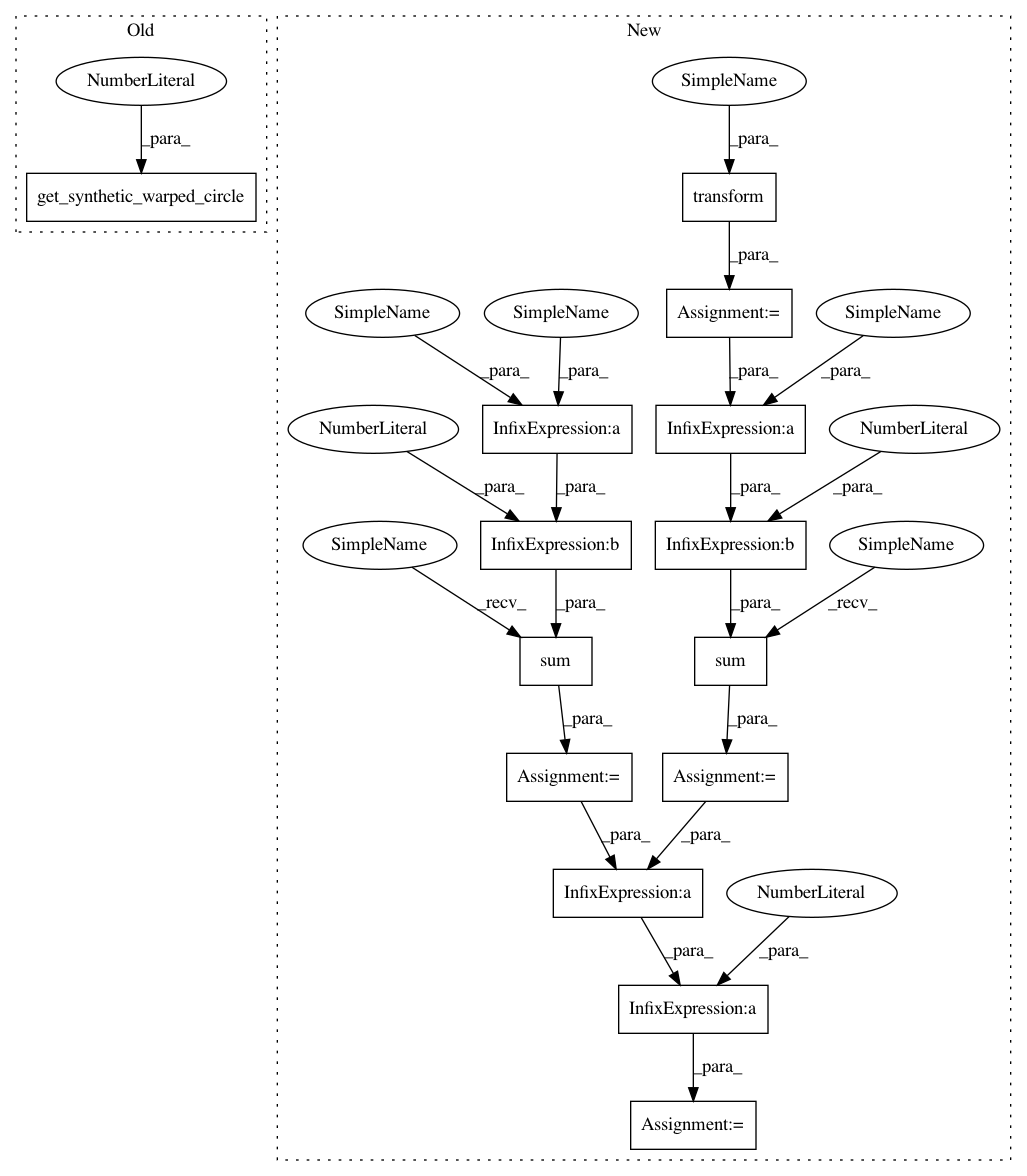 Old
New
NumberLiteral
SimpleName
_para_
_para_
get_synthetic_warped_circle
transform
_para_
SimpleName
SimpleName
Assignment:=
SimpleName
_para_
_para_
_para_
_para_
NumberLiteral
InfixExpression:a
InfixExpression:a
NumberLiteral
_para_
_para_
_para_
_para_
SimpleName
InfixExpression:b
InfixExpression:b
SimpleName
_recv_
_para_
_para_
_recv_
sum
sum
_para_
_para_
Assignment:=
Assignment:=
_para_
_para_
InfixExpression:a
NumberLiteral
_para_
_para_
InfixExpression:a
_para_
Assignment:=